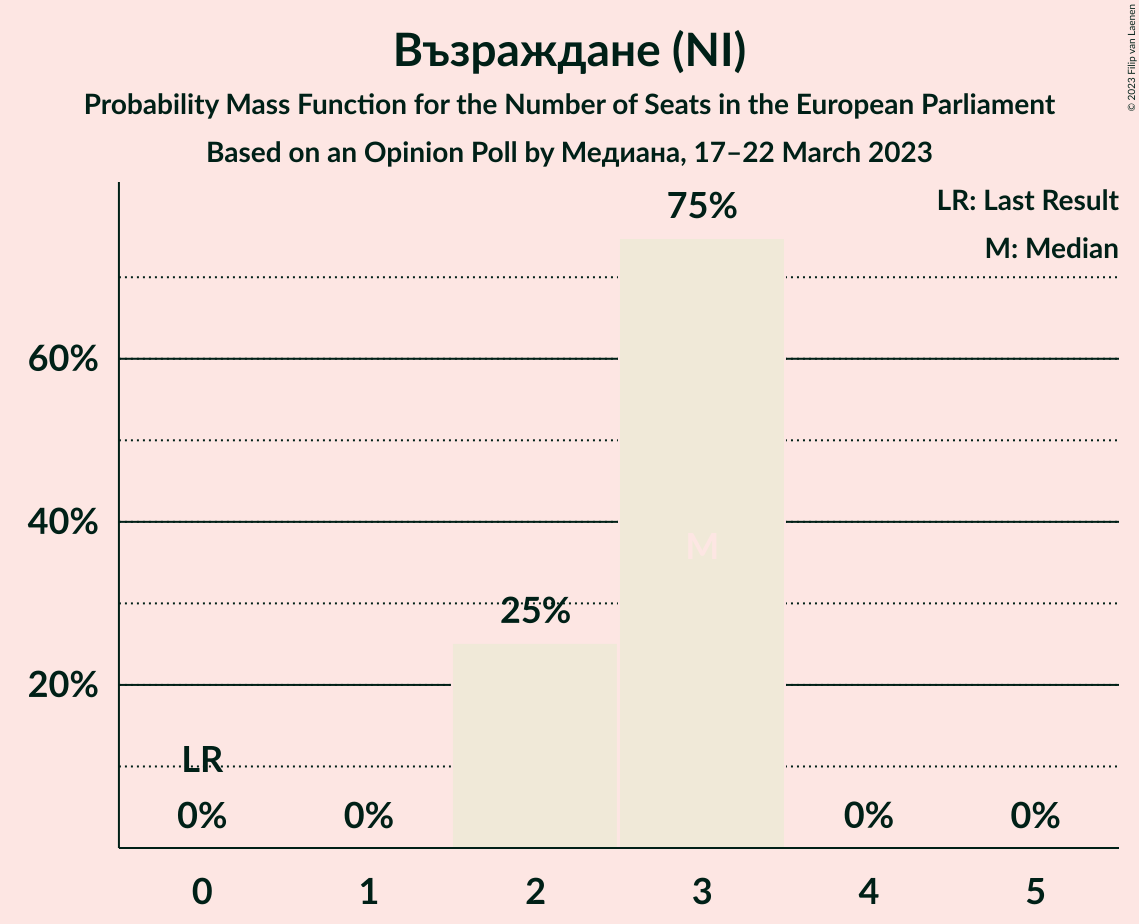 Възраждане (NI)
Probability Mass Function for the Number of Seats in the European Parliament
Based on an Opinion Poll by Медиана, 17–22 March 2023
© 2023 Filip van Laenen
LR: Last Result
M: Median
75%
60%
40%
M
25%
20%
LR
0% 0% 0% 0%
0 1 2 3 4 5